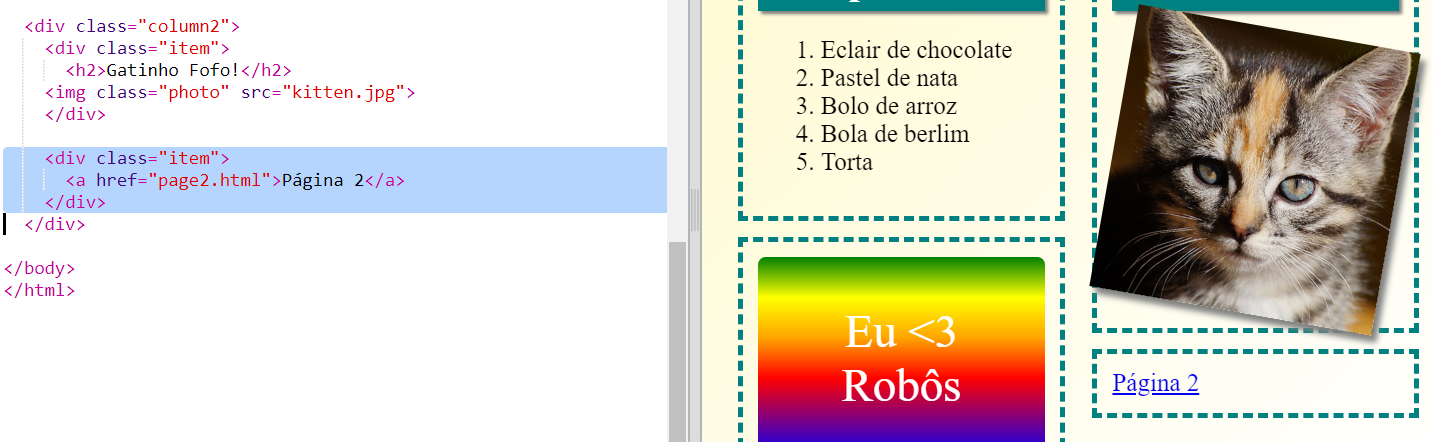 <div class="column2">
<div class="item">
<h2>Gatinho Fofo!</h2>
<img class="photo" src="kitten.jpg">
</div>
<div class="item">
<a href="page2.html">Página 2</a>
</div>
</div>
</body>
</html>
1. Eclair de chocolate
2. Pastel de nata
3. Bolo de arroz
4. Bola de berlim
5. Torta
Eu <3
Robôs
Página 2